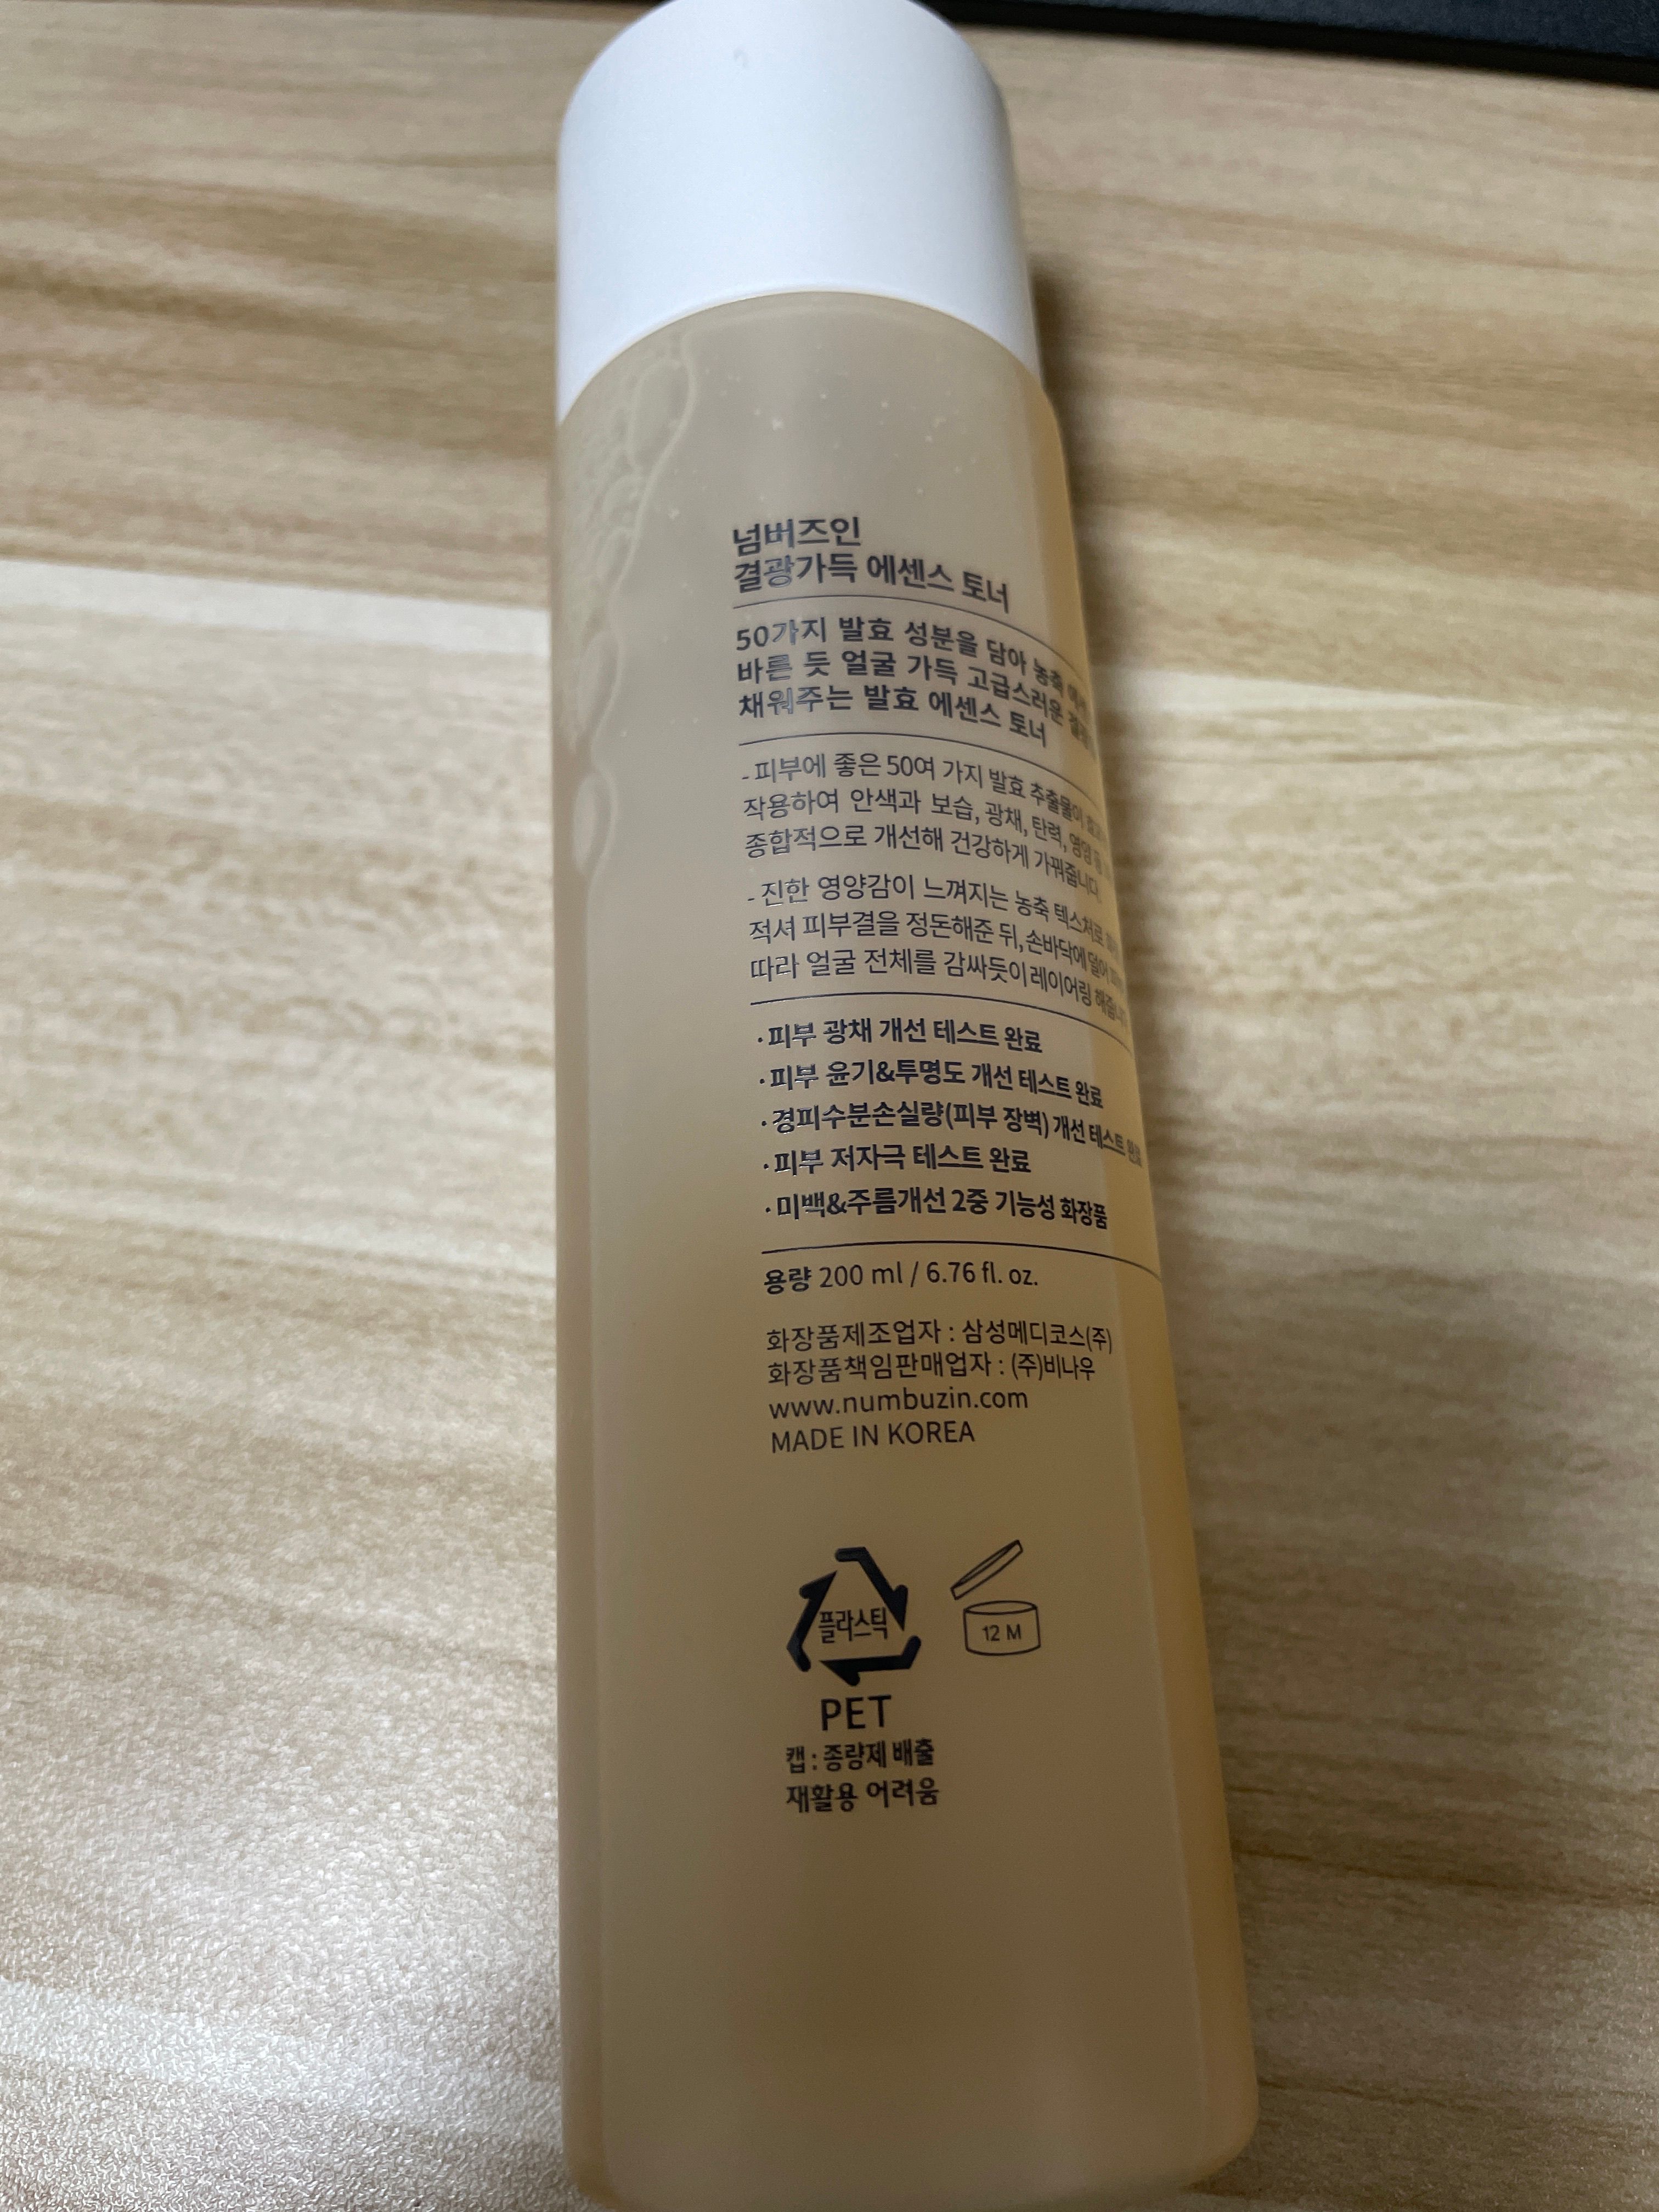 넘버즈인
결광가득 에센스 토너
50가지 발효 성분을 담아 농축
바른 듯 얼굴 가득 고급스러운
채워주는 발효 에센스 토너
- 피부에 좋은 50여 가지 발효 추출물이
작용하여 안색과 보습, 광채, 탄력, 영양 등
종합적으로 개선해 건강하게 가꿔줍니다.
- 진한 영양감이 느껴지는 농축 텍스처로
적셔 피부결을 정돈해준 뒤, 손바닥에 덜어
따라 얼굴 전체를 감싸듯이 레이어링 해줍니다
·피부 광채 개선 테스트 완료
·피부 윤기&투명도 개선 테스트 완료
·경피수분손실량(피부 장벽) 개선 테스트 완료
·피부 저자극 테스트 완료
·미백&주름개선 2중 기능성 화장품
용량 200 ml / 6.76 fl. oz.
화장품제조업자 : 삼성메디코스(주)
화장품책임판매업자 : (주)비나우
www.numbuzin.com
MADE IN KOREA
플라스틱
12 M
PET
캡 : 종량제 배출
재활용 어려움